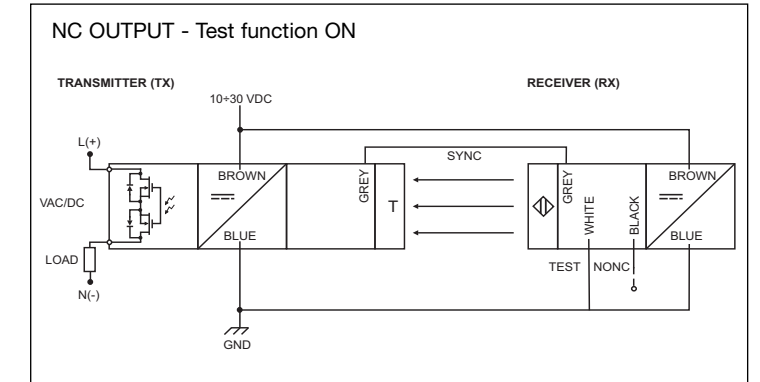 NC OUTPUT - Test function ON
TRANSMITTER (TX)
RECEIVER (RX)
10÷30 VDC
L(+)
SYNC
BROWN
GREY
GREY
WHITE
BLACK
BROWN
VAC/DC
T
BLUE
BLUE
LOAD
TEST
NONC
N(-)
GND